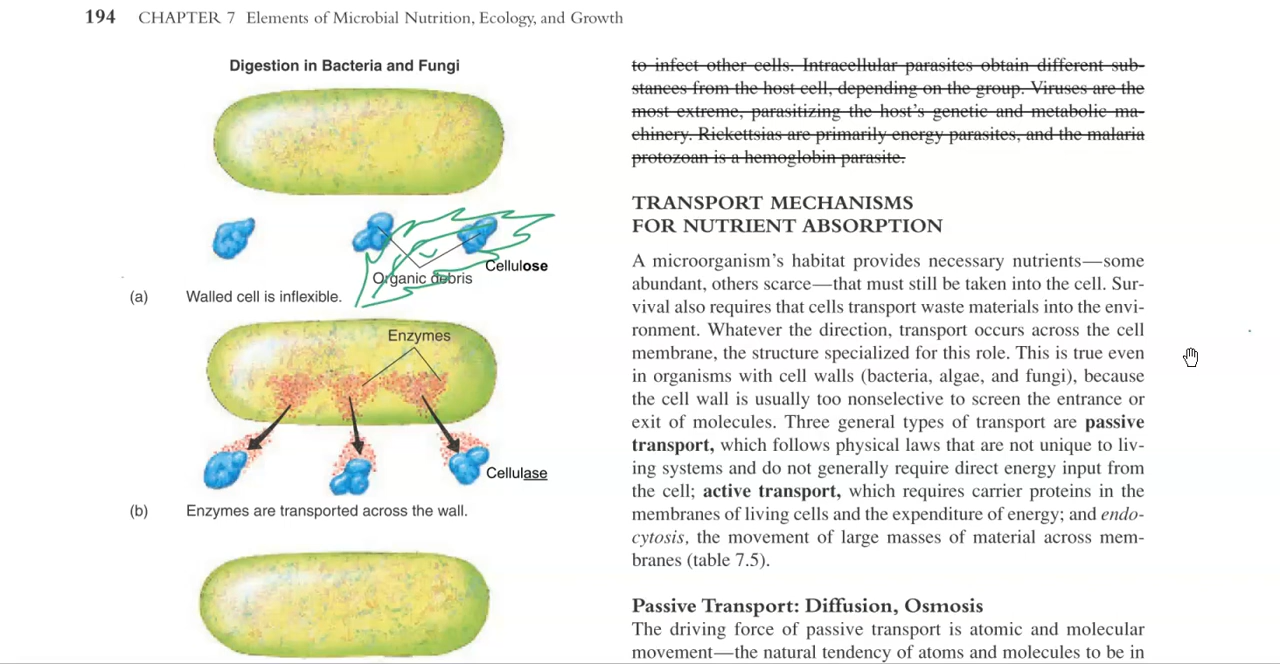 194 CHAPTER 7 Elements of Microbial Nutrition, Ecology, and Growth
Digestion in Bacteria and Fungi
Organic debris
Cellulose
(a) Walled cell is inflexible.
Enzymes
Cellulase
(b) Enzymes are transported across the wall.
to infect other cells. Intracellular parasites obtain different sub-
stances from the host cell, depending on the group. Viruses are the
most extreme, parasitizing the host's genetic and metabolic ma-
chinery. Rickettsias are primarily energy parasites, and the malaria
protozoan is a hemoglobin parasite.
TRANSPORT MECHANISMS
FOR NUTRIENT ABSORPTION
A microorganism's habitat provides necessary nutrients—some
abundant, others scarce—that must still be taken into the cell. Sur-
vival also requires that cells transport waste materials into the envi-
ronment. Whatever the direction, transport occurs across the cell
membrane, the structure specialized for this role. This is true even
in organisms with cell walls (bacteria, algae, and fungi), because
the cell wall is usually too nonselective to screen the entrance or
exit of molecules. Three general types of transport are passive
transport, which follows physical laws that are not unique to liv-
ing systems and do not generally require direct energy input from
the cell; active transport, which requires carrier proteins in the
membranes of living cells and the expenditure of energy; and endo-
cytosis, the movement of large masses of material across mem-
branes (table 7.5).
Passive Transport: Diffusion, Osmosis
The driving force of passive transport is atomic and molecular
movement—the natural tendency of atoms and molecules to be in